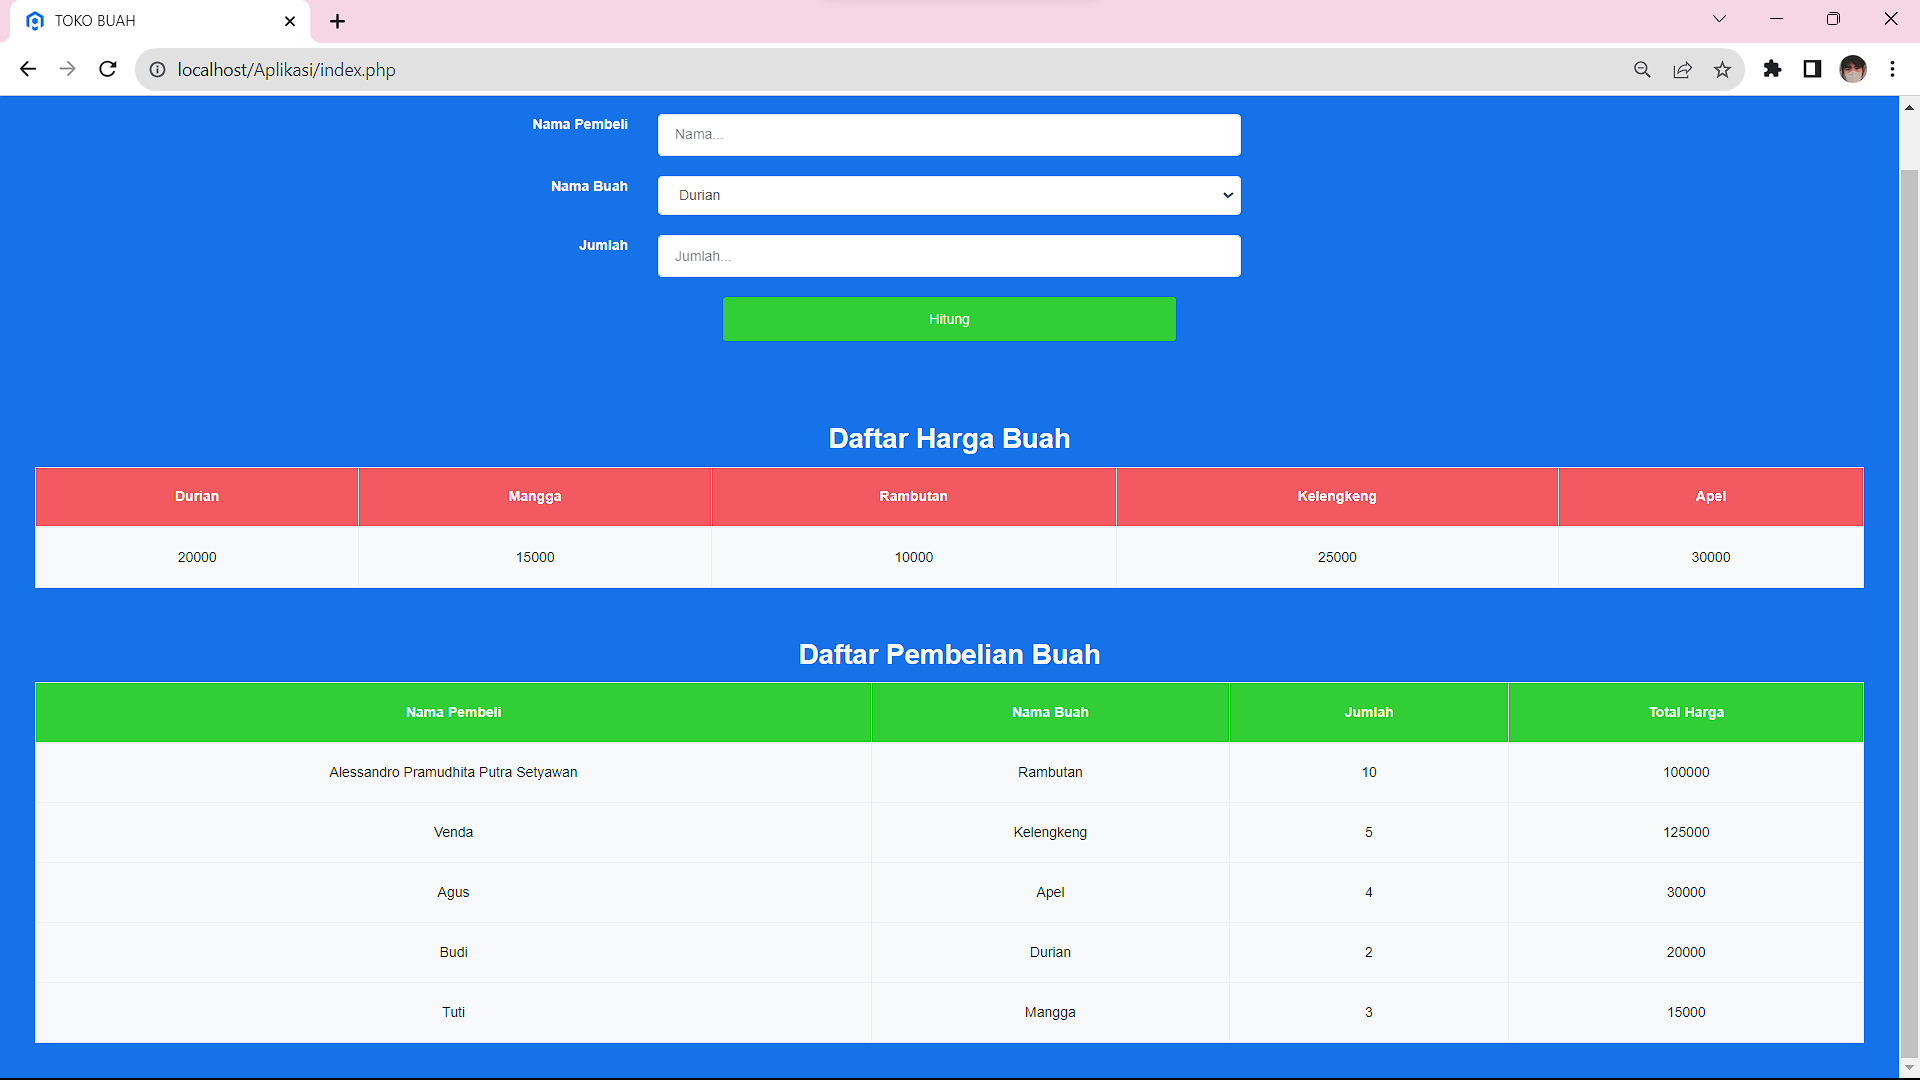 TOKO BUAH
localhost/Aplikasi/index.php
Nama Pembeli
Nama...
Nama Buah
Durian
Jumlah
Jumlah...
Hitung
Daftar Harga Buah
Durian Mangga Rambutan Kelengkeng Apel
20000 15000 10000 25000 30000
Daftar Pembelian Buah
Nama Pembeli Nama Buah Jumlah Total Harga
Alessandro Pramudhita Putra Setyawan Rambutan 10 100000
Venda Kelengkeng 5 125000
Agus Apel 4 30000
Budi Durian 2 20000
Tuti Mangga 3 15000